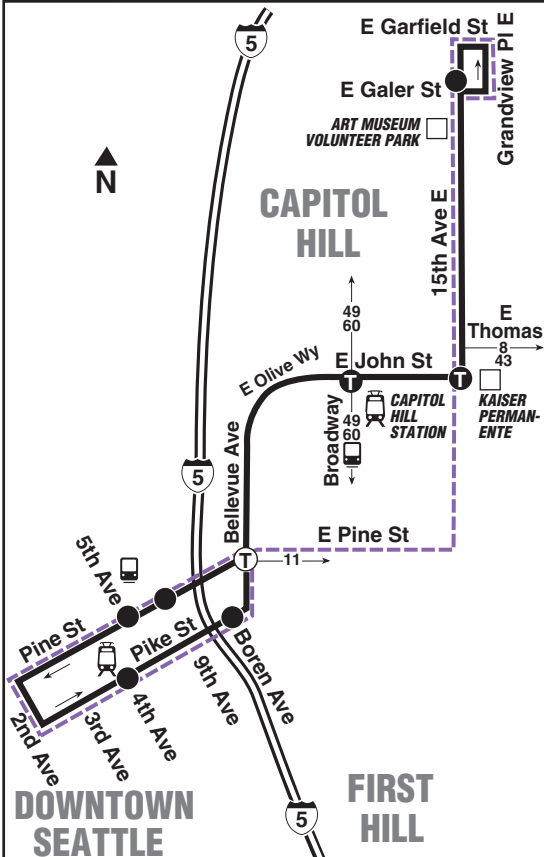 E Garfield St
5
Grandview Pl E
E Galer St
ART MUSEUM
VOLUNTEER PARK
N
CAPITOL
HILL
15th Ave E
49
60
E
Thomas
8
43
E John St
E Olive Wy
T
T
CAPITOL
HILL
STATION
KAISER
PERMAN-
ENTE
Broadway
49
60
Bellevue Ave
5
E Pine St
T
11
5th Ave
Pine St
Pike St
Boren Ave
9th Ave
4th Ave
3rd Ave
2nd Ave
DOWNTOWN
SEATTLE
FIRST
HILL
5